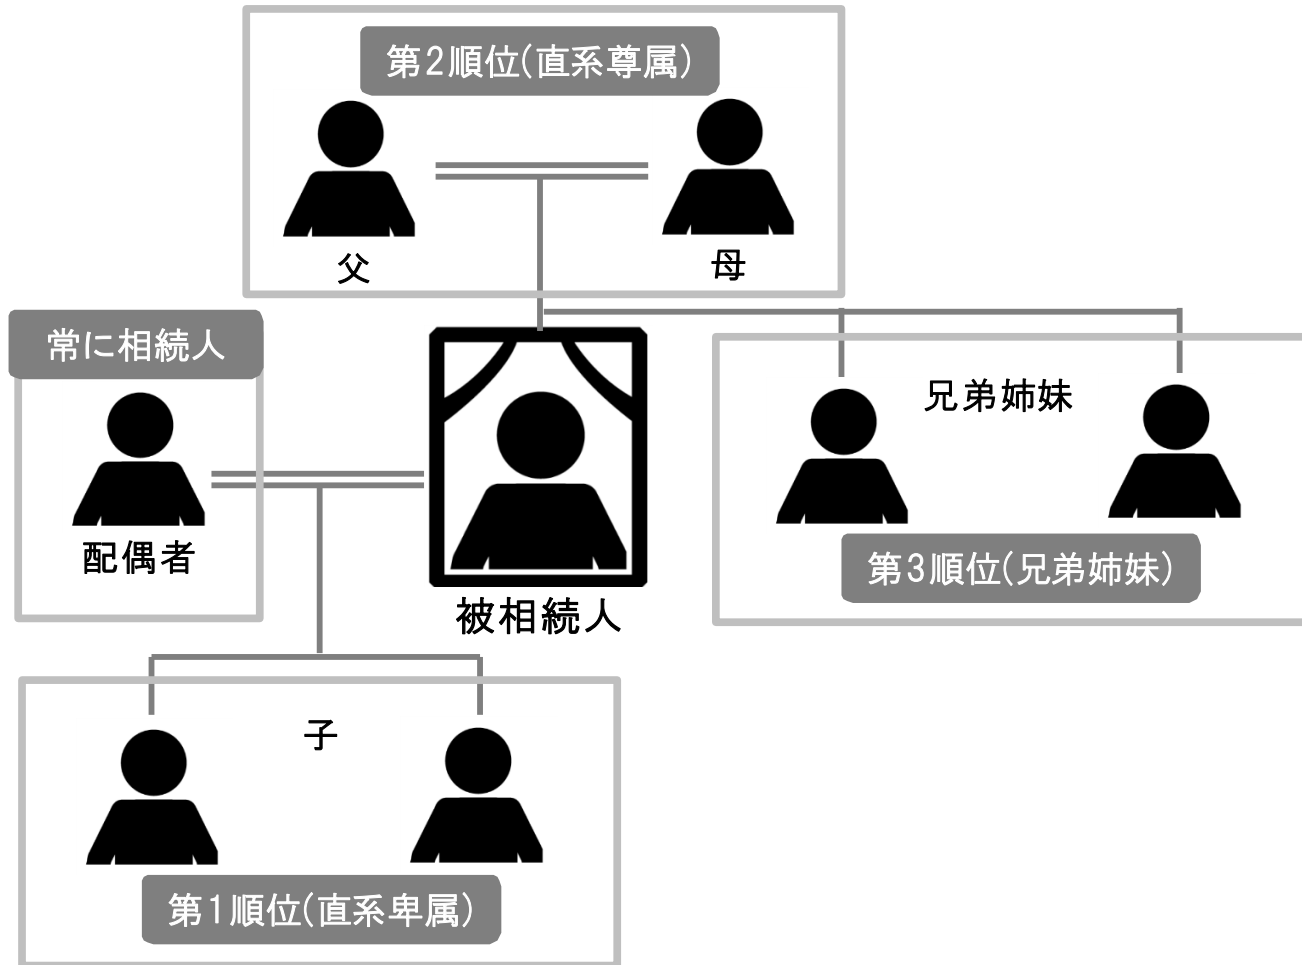 第2順位(直系尊属)
父
母
常に相続人
配偶者
被相続人
兄弟姉妹
第3順位(兄弟姉妹)
子
第1順位(直系卑属)